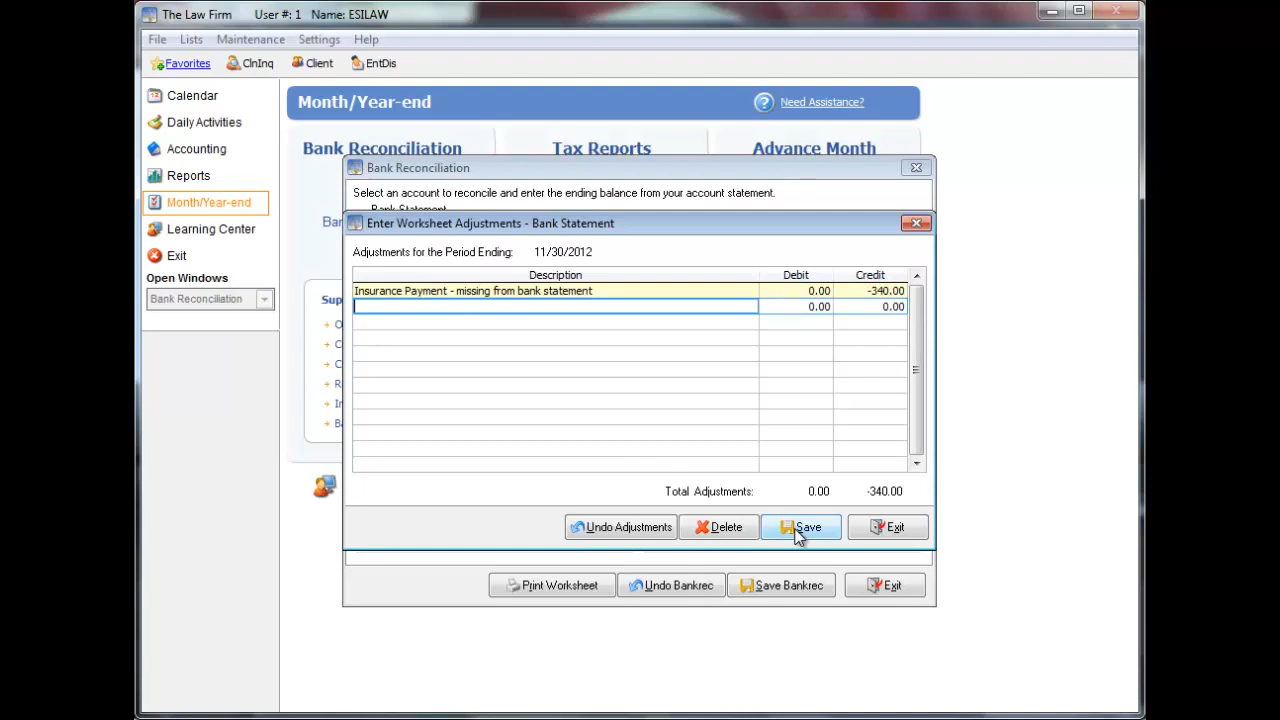 The Law Firm User #: 1 Name: ESILAW
File Lists Maintenance Settings Help
Favorites ClnInq Client EntDis
Calendar
Daily Activities
Accounting
Reports
Month/Year-end
Learning Center
Exit
Open Windows
Bank Reconciliation
Month/Year-end
Need Assistance?
Bank Reconciliation Tax Reports Advance Month
Bank Reconciliation
Select an account to reconcile and enter the ending balance from your account statement.
Bank Statement
Enter Worksheet Adjustments - Bank Statement
Adjustments for the Period Ending: 11/30/2012
Description Debit Credit
Insurance Payment - missing from bank statement 0.00 -340.00
0.00 0.00
Total Adjustments: 0.00 -340.00
Undo Adjustments Delete Save Exit
Print Worksheet Undo Bankrec Save Bankrec Exit